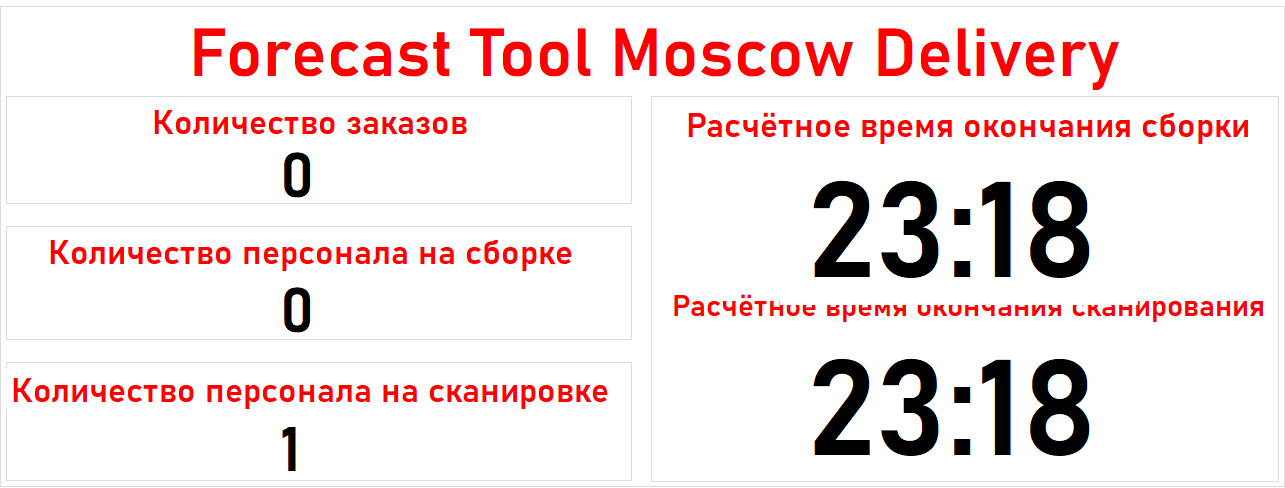 Forecast Tool Moscow Delivery
Количество заказов
0
Количество персонала на сборке
0
Количество персонала на сканировке
1
Расчётное время окончания сборки
23:18
Расчётное время окончания сканирования
23:18